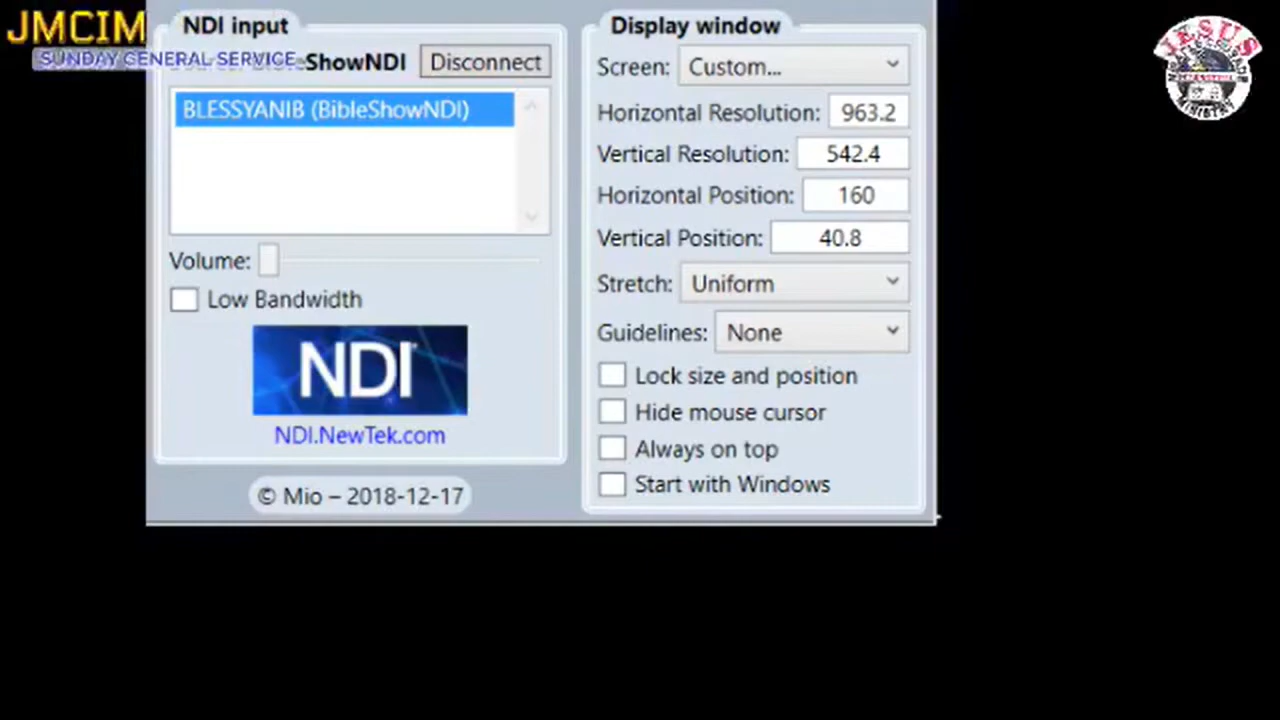 JMCIM
SUNDAY GENERAL SERVICE
NDI input
ShowNDI
Disconnect
BLESSYANIB (BibleShowNDI)
Volume:
Low Bandwidth
NDI
NDI.NewTek.com
© Mio – 2018-12-17
Display window
Screen: Custom...
Horizontal Resolution: 963.2
Vertical Resolution: 542.4
Horizontal Position: 160
Vertical Position: 40.8
Stretch: Uniform
Guidelines: None
Lock size and position
Hide mouse cursor
Always on top
Start with Windows
JESUS
MINISTRY